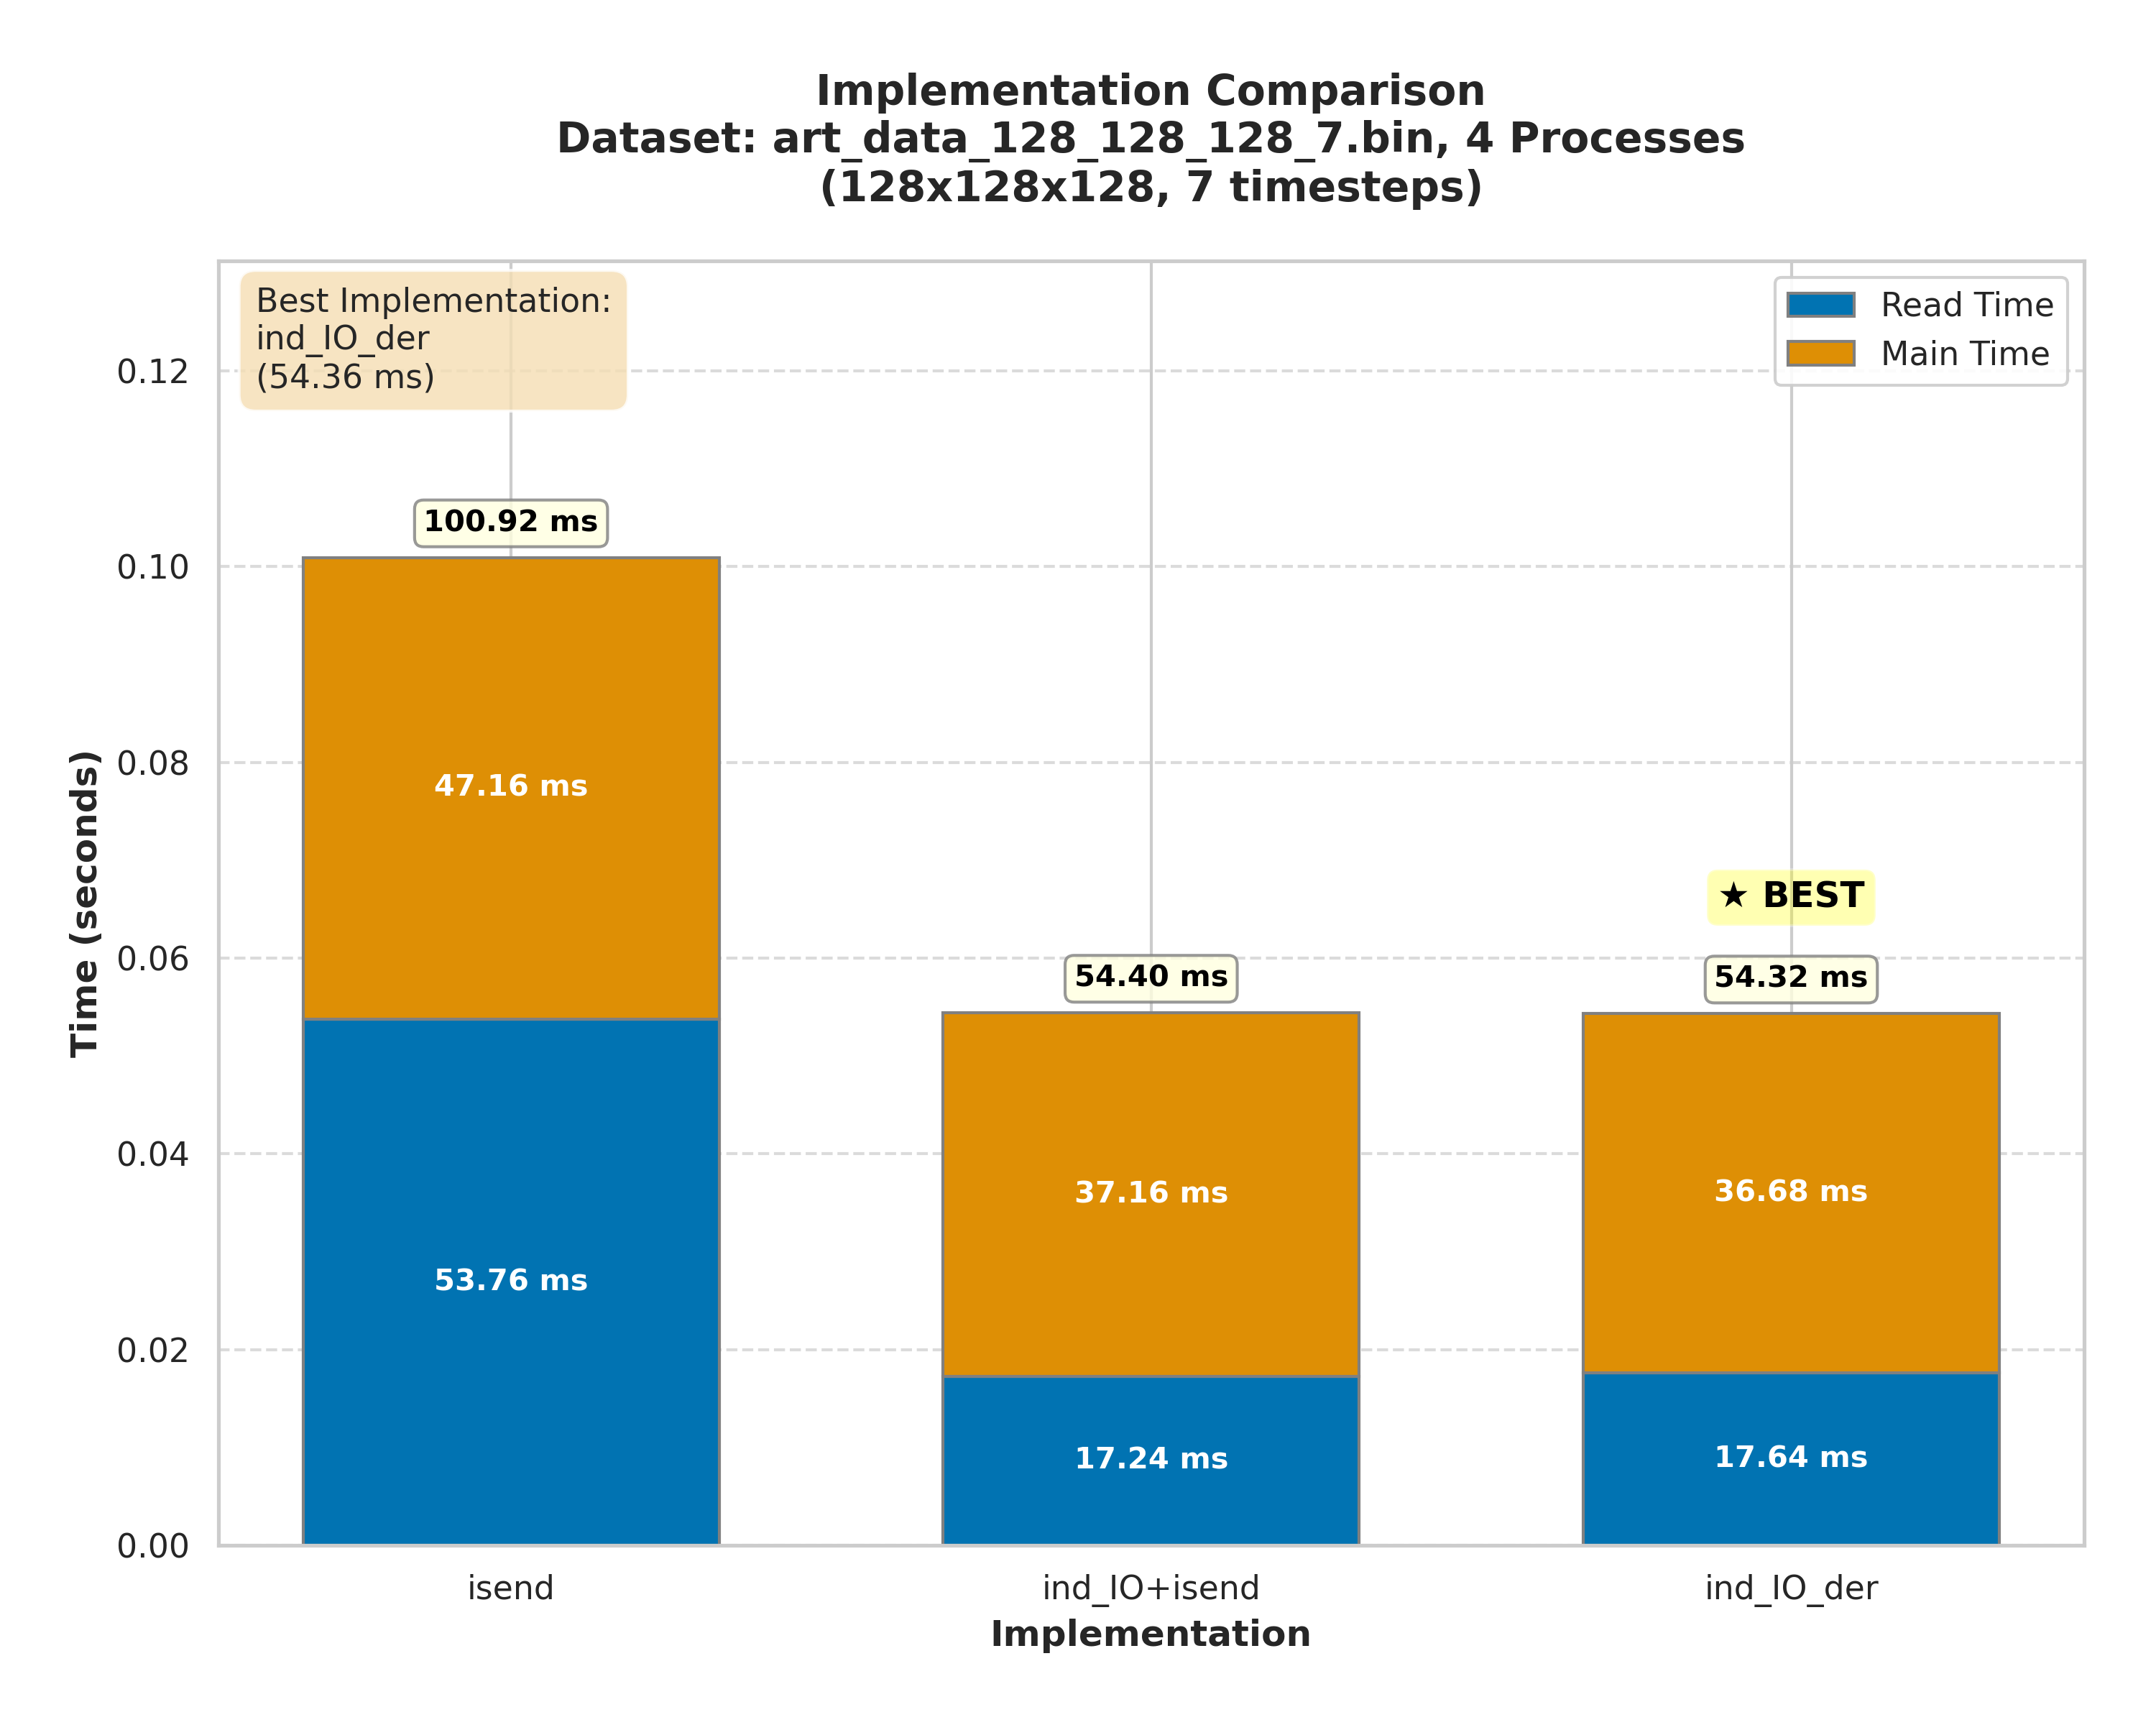 Implementation Comparison
Dataset: art_data_128_128_128_7.bin, 4 Processes
(128x128x128, 7 timesteps)
Best Implementation:
ind_IO_der
(54.36 ms)
Read Time
Main Time
Time (seconds)
0.12
0.10
0.08
0.06
0.04
0.02
0.00
100.92 ms
47.16 ms
53.76 ms
54.40 ms
37.16 ms
17.24 ms
★ BEST
54.32 ms
36.68 ms
17.64 ms
isend
ind_IO+isend
ind_IO_der
Implementation